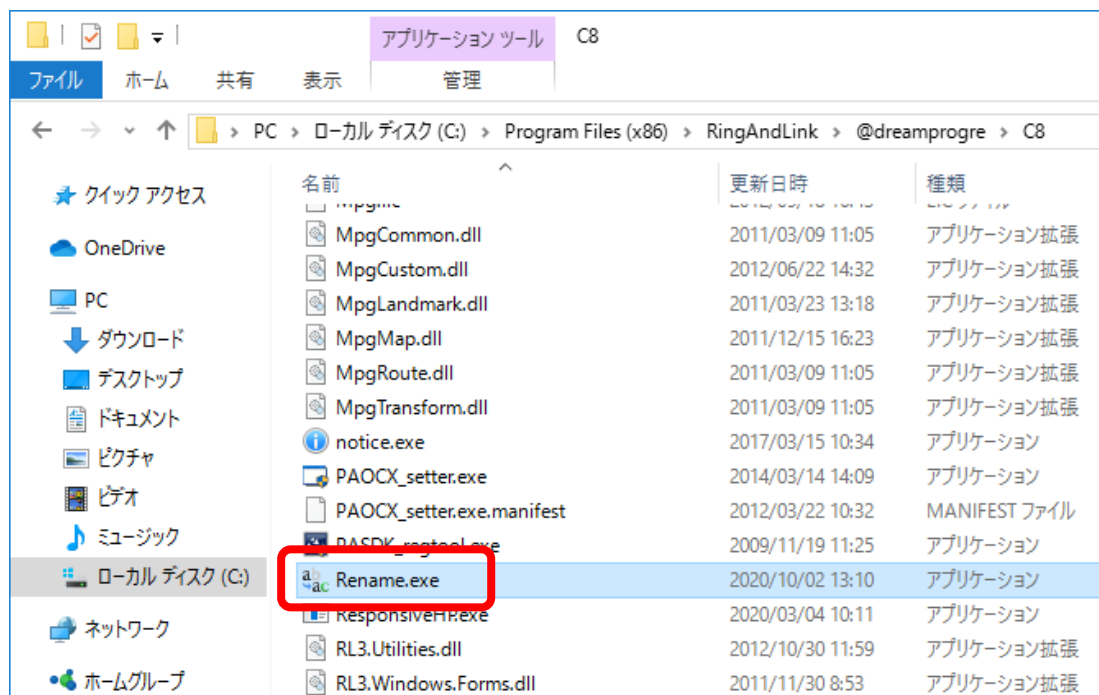 アプリケーション ツール C8
ファイル ホーム 共有 表示 管理
PC › ローカル ディスク (C:) › Program Files (x86) › RingAndLink › @dreamprogre › C8
名前 更新日時 種類
クイック アクセス
OneDrive
PC
ダウンロード
デスクトップ
ドキュメント
ピクチャ
ビデオ
ミュージック
ローカル ディスク (C:)
ネットワーク
ホームグループ
MpgCommon.dll 2011/03/09 11:05 アプリケーション拡張
MpgCustom.dll 2012/06/22 14:32 アプリケーション拡張
MpgLandmark.dll 2011/03/23 13:18 アプリケーション拡張
MpgMap.dll 2011/12/15 16:23 アプリケーション拡張
MpgRoute.dll 2011/03/09 11:05 アプリケーション拡張
MpgTransform.dll 2011/03/09 11:05 アプリケーション拡張
notice.exe 2017/03/15 10:34 アプリケーション
PAOCX_setter.exe 2014/03/14 14:09 アプリケーション
PAOCX_setter.exe.manifest 2012/03/22 10:32 MANIFEST ファイル
PASDK_regtool.exe 2009/11/19 11:25 アプリケーション
Rename.exe 2020/10/02 13:10 アプリケーション
ResponsiveHP.exe 2020/03/04 10:11 アプリケーション
RL3.Utilities.dll 2012/10/30 11:59 アプリケーション拡張
RL3.Windows.Forms.dll 2011/11/30 8:53 アプリケーション拡張